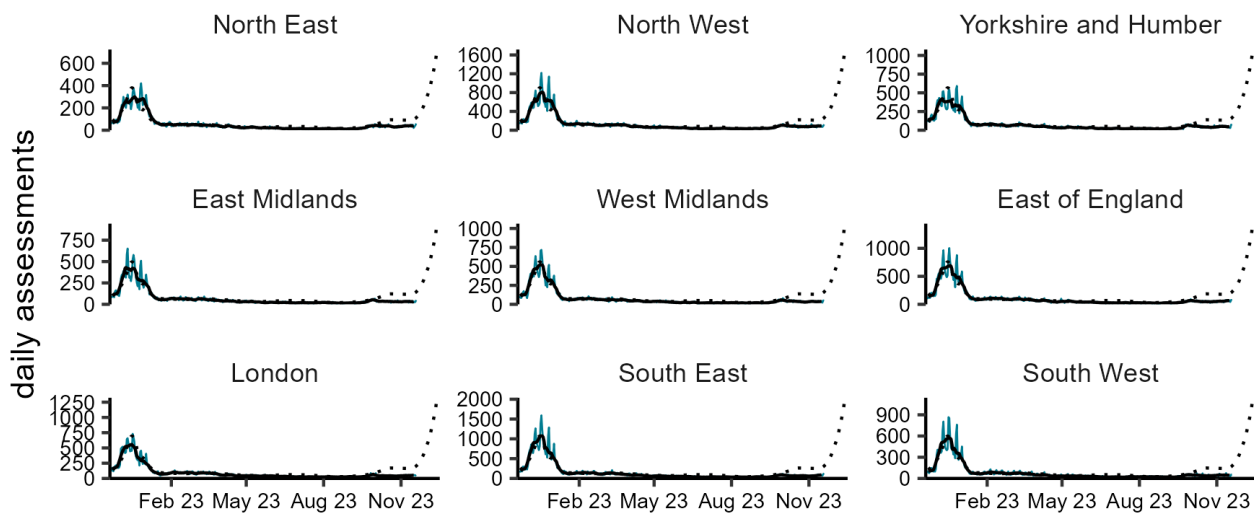 North East North West Yorkshire and Humber
600 1600 1000
400 1200 750
200 800 500
0 400 250
0 0
East Midlands West Midlands East of England
750 1000 1000
500 750 500
250 500 0
0 250
0
London South East South West
1250 2000 900
1000 1500 600
750 1000 300
500 500 0
250 0
0
Feb 23 May 23 Aug 23 Nov 23 Feb 23 May 23 Aug 23 Nov 23 Feb 23 May 23 Aug 23 Nov 23
daily assessments